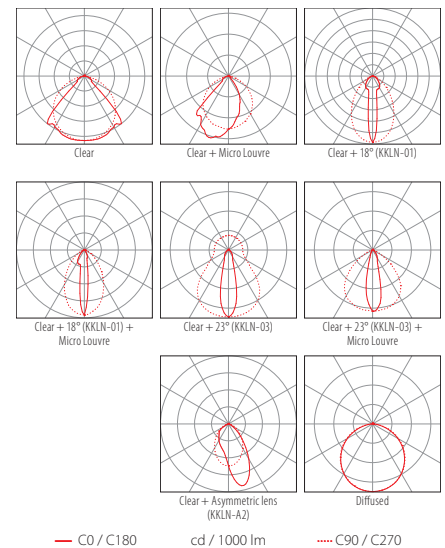 Clear
Clear + Micro Louvre
Clear + 18° (KKLN-01)
Clear + 18° (KKLN-01) +
Micro Louvre
Clear + 23° (KKLN-03)
Clear + 23° (KKLN-03) +
Micro Louvre
Clear + Asymmetric lens
(KKLN-A2)
Diffused
C0 / C180
cd / 1000 lm
C90 / C270